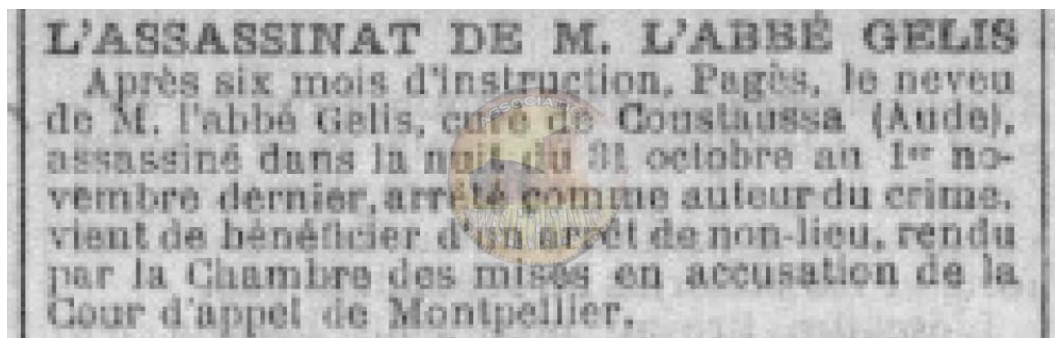 L'ASSASSINAT DE M. L'ABBÉ GELIS
Après six mois d'instruction, Pagès, le neveu
de M. l'abbé Gelis, curé de Coustaussa (Aude),
assassiné dans la nuit du 31 octobre au 1er no-
vembre dernier, arrêté comme auteur du crime,
vient de bénéficier d'un arrêt de non-lieu, rendu
par la Chambre des mises en accusation de la
Cour d'appel de Montpellier.